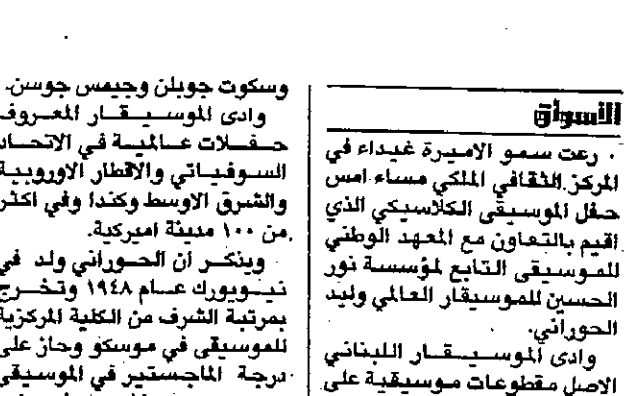 الاسواق
رعت سمو الاميرة غيداء في
المركز الثقافي الملكي مساء امس
حفل الموسيقى الكلاسيكي الذي
اقيم بالتعاون مع المعهد الوطني
للموسيقى التابع لمؤسسة نور
الحسين للموسيقار العالمي وليد
الحوراني.
وادى الموسيقار اللبناني
الاصل مقطوعات موسيقية على
وسكوت جوبلن وجيمس جوسن.
وادى الموسيقار المعروف
حفلات عالمية في الاتحاد
السوفياتي والاقطار الاوروبية
والشرق الاوسط وكندا وفي اكثر
من ١٠٠ مدينة اميركية.
ويذكر ان الحوراني ولد في
نيويورك عام ١٩٤٨ وتخرج
بمرتبة الشرف من الكلية المركزية
للموسيقى في موسكو وحاز على
درجة الماجستير في الموسيقى